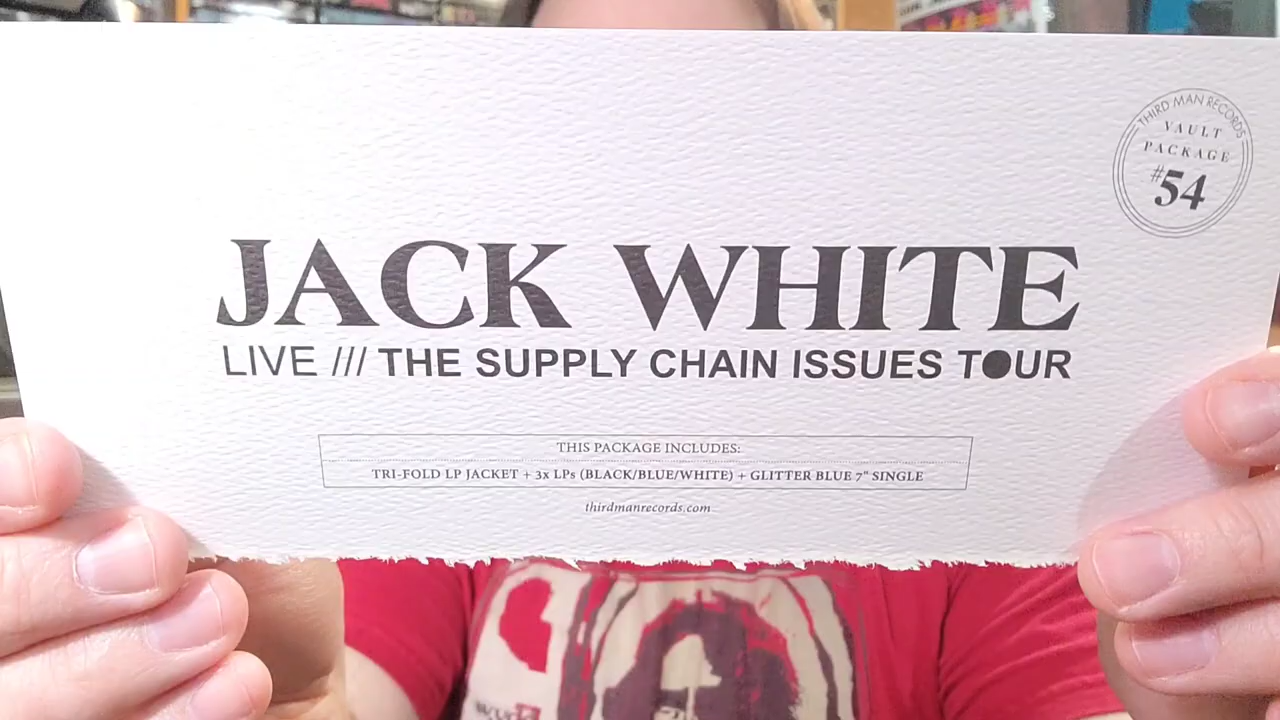 THIRD MAN RECORDS
VAULT
PACKAGE
#54
JACK WHITE
LIVE /// THE SUPPLY CHAIN ISSUES TOUR
THIS PACKAGE INCLUDES:
TRI-FOLD LP JACKET + 3x LPs (BLACK/BLUE/WHITE) + GLITTER BLUE 7" SINGLE
thirdmanrecords.com